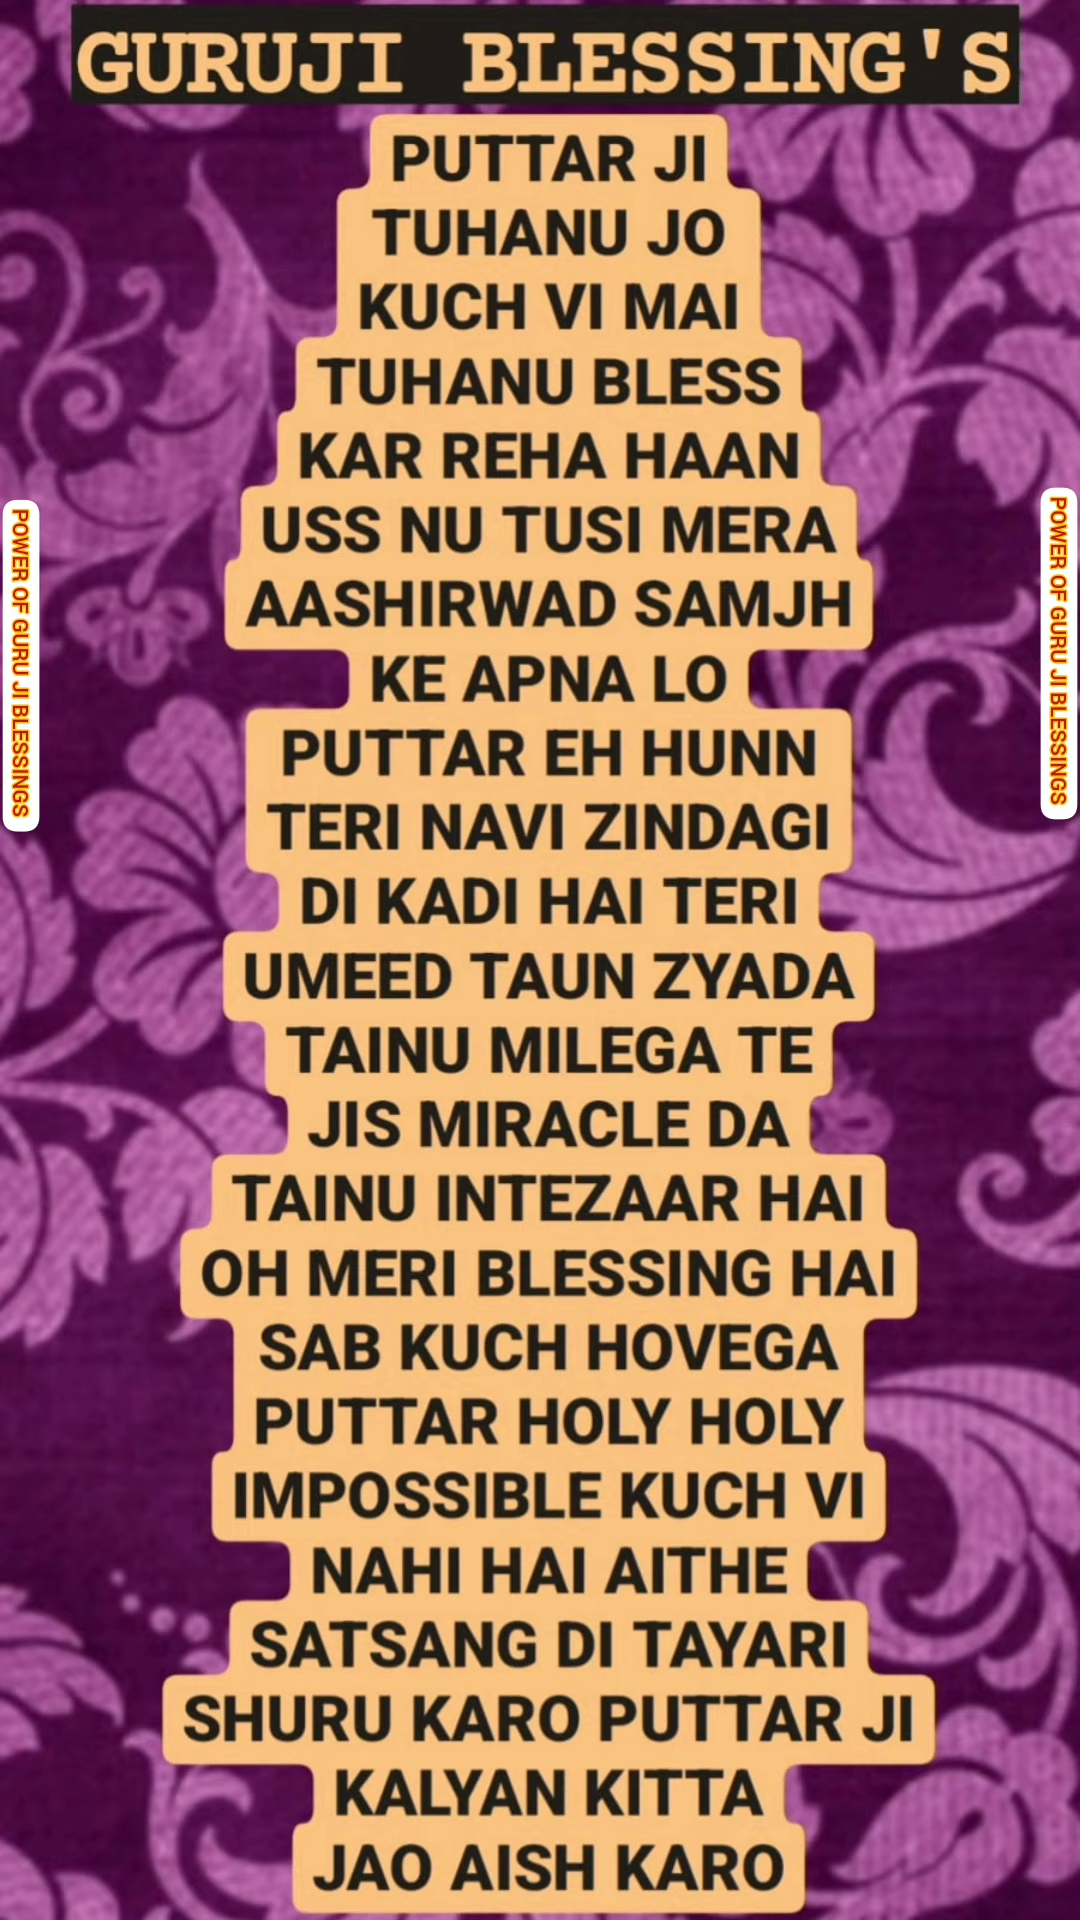 GURUJI BLESSING'S
PUTTAR JI
TUHANU JO
KUCH VI MAI
TUHANU BLESS
KAR REHA HAAN
USS NU TUSI MERA
AASHIRWAD SAMJH
KE APNA LO
PUTTAR EH HUNN
TERI NAVI ZINDAGI
DI KADI HAI TERI
UMEED TAUN ZYADA
TAINU MILEGA TE
JIS MIRACLE DA
TAINU INTEZAAR HAI
OH MERI BLESSING HAI
SAB KUCH HOVEGA
PUTTAR HOLY HOLY
IMPOSSIBLE KUCH VI
NAHI HAI AITHE
SATSANG DI TAYARI
SHURU KARO PUTTAR JI
KALYAN KITTA
JAO AISH KARO
POWER OF GURU JI BLESSINGS
POWER OF GURU JI BLESSINGS